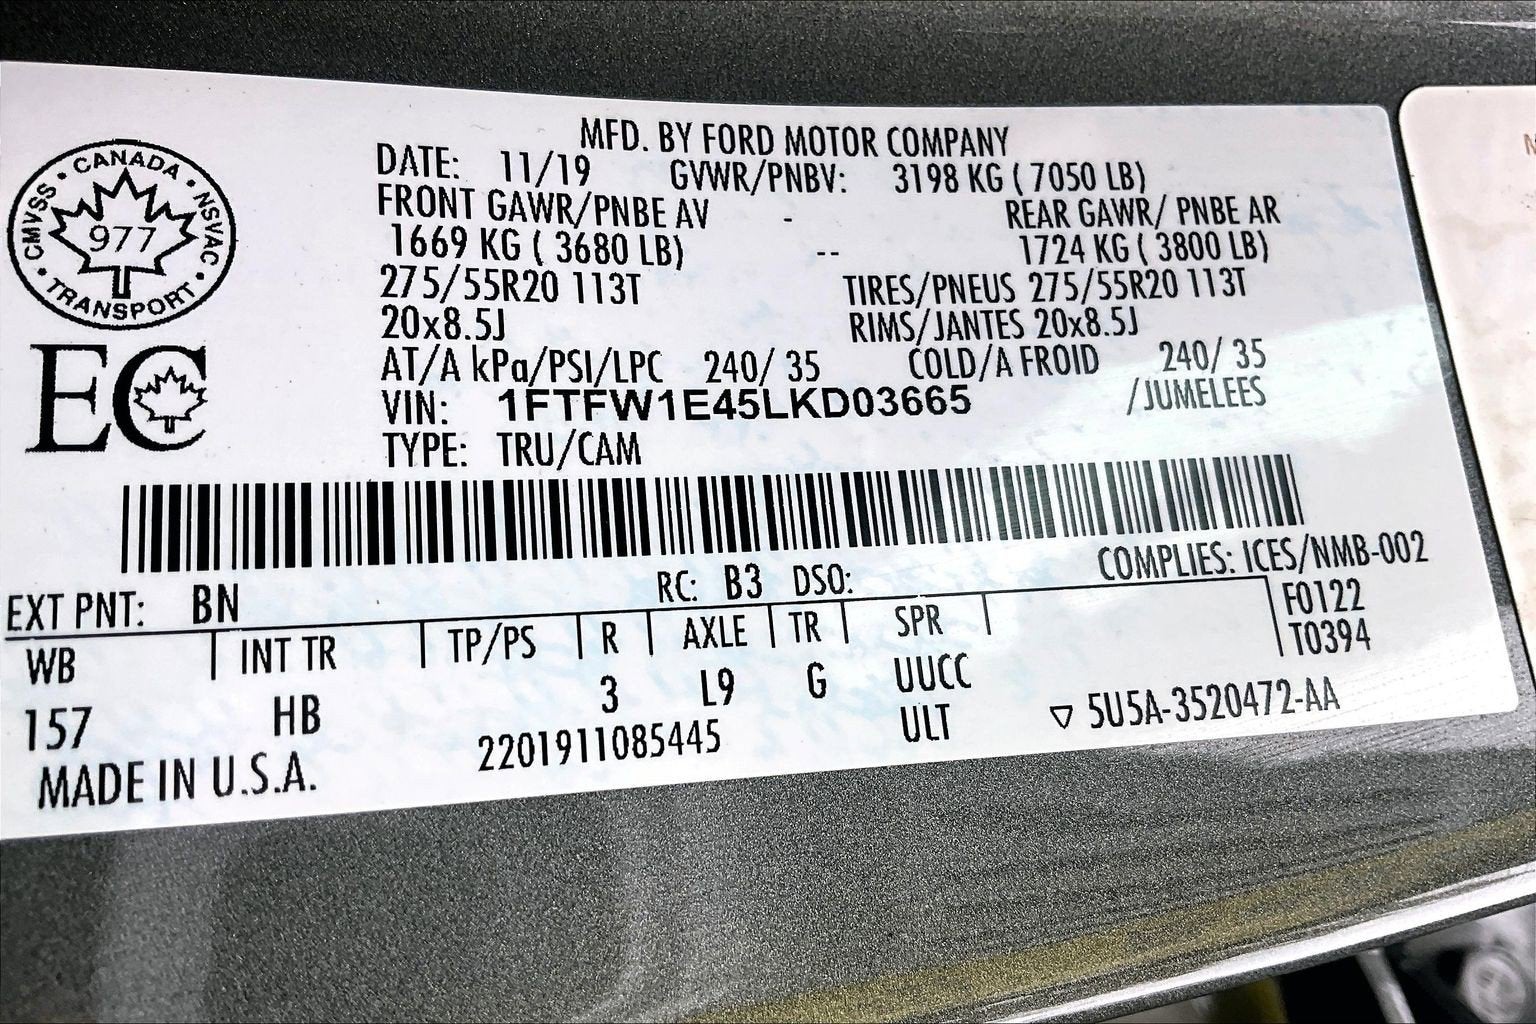 MFD. BY FORD MOTOR COMPANY
DATE: 11/19 GVWR/PNBV: 3198 KG ( 7050 LB)
FRONT GAWR/PNBE AV - REAR GAWR/ PNBE AR
1669 KG ( 3680 LB) -- 1724 KG ( 3800 LB)
275/55R20 113T TIRES/PNEUS 275/55R20 113T
20x8.5J RIMS/JANTES 20x8.5J
AT/A kPa/PSI/LPC 240/ 35 COLD/A FROID 240/ 35
VIN: 1FTFW1E45LKD03665 /JUMELEES
TYPE: TRU/CAM
CMVSS · CANADA · NSVAC · TRANSPORT ·
977
EC
COMPLIES: ICES/NMB-002
EXT PNT: BN RC: B3 DSO:
F0122
T0394
WB INT TR TP/PS R AXLE TR SPR
157 HB 3 L9 G UUCC
ULT
MADE IN U.S.A. 2201911085445 ▽ 5U5A-3520472-AA